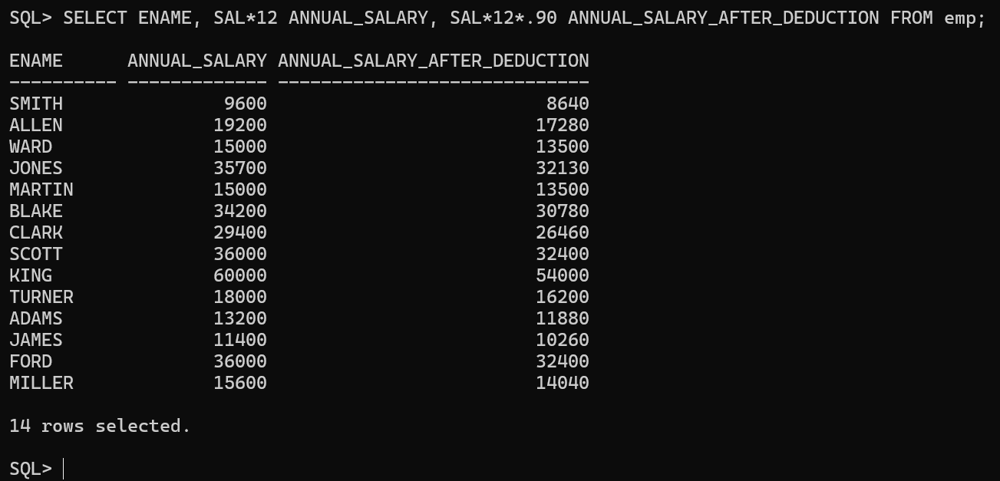 SQL> SELECT ENAME, SAL*12 ANNUAL_SALARY, SAL*12*.90 ANNUAL_SALARY_AFTER_DEDUCTION FROM emp;
ENAME      ANNUAL_SALARY ANNUAL_SALARY_AFTER_DEDUCTION
---------- ------------- -----------------------------
SMITH               9600                          8640
ALLEN              19200                         17280
WARD               15000                         13500
JONES              35700                         32130
MARTIN             15000                         13500
BLAKE              34200                         30780
CLARK              29400                         26460
SCOTT              36000                         32400
KING               60000                         54000
TURNER             18000                         16200
ADAMS              13200                         11880
JAMES              11400                         10260
FORD               36000                         32400
MILLER             15600                         14040
14 rows selected.
SQL>